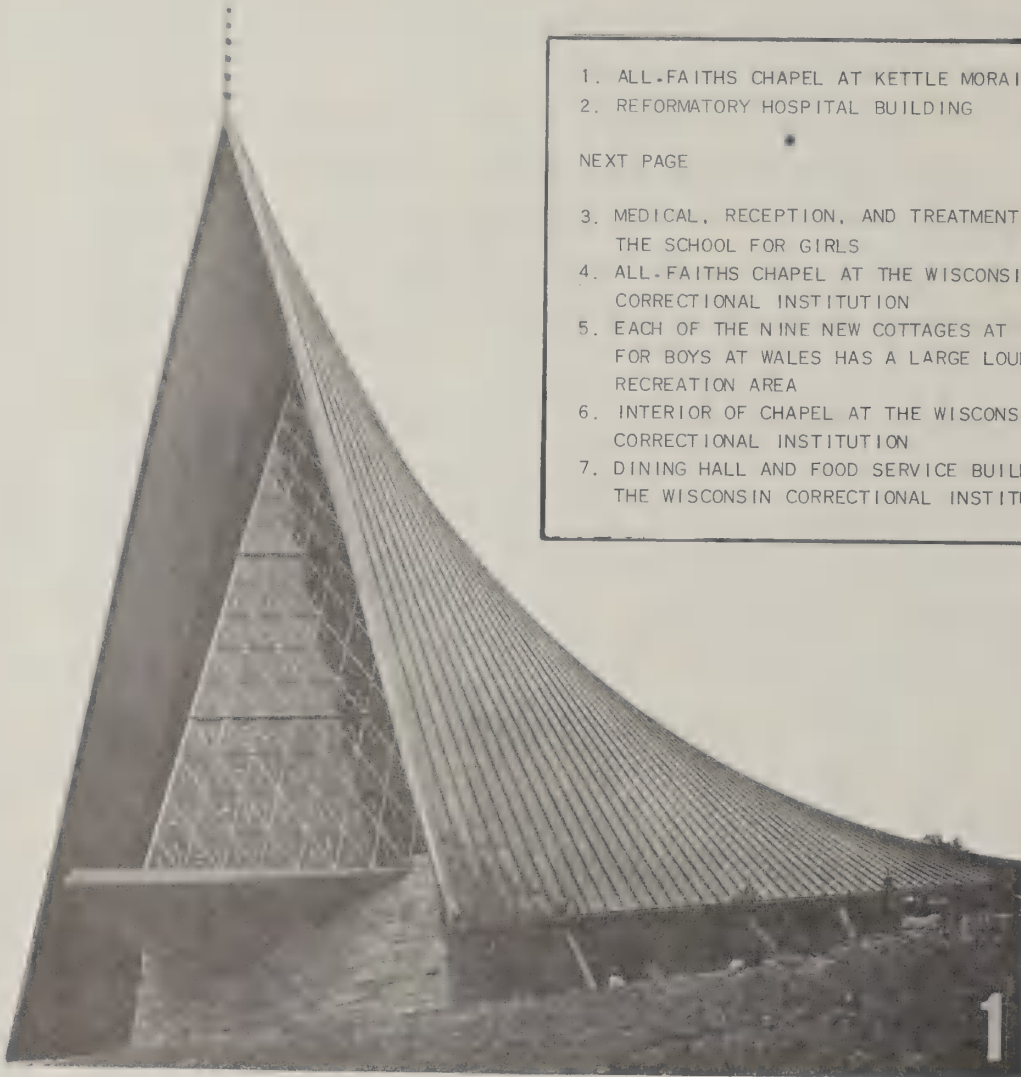 1. ALL-FAITHS CHAPEL AT KETTLE MORAI
2. REFORMATORY HOSPITAL BUILDING
NEXT PAGE
3. MEDICAL, RECEPTION, AND TREATMENT
THE SCHOOL FOR GIRLS
4. ALL-FAITHS CHAPEL AT THE WISCONSI
CORRECTIONAL INSTITUTION
5. EACH OF THE NINE NEW COTTAGES AT
FOR BOYS AT WALES HAS A LARGE LOU
RECREATION AREA
6. INTERIOR OF CHAPEL AT THE WISCONS
CORRECTIONAL INSTITUTION
7. DINING HALL AND FOOD SERVICE BUIL
THE WISCONSIN CORRECTIONAL INSTIT
1